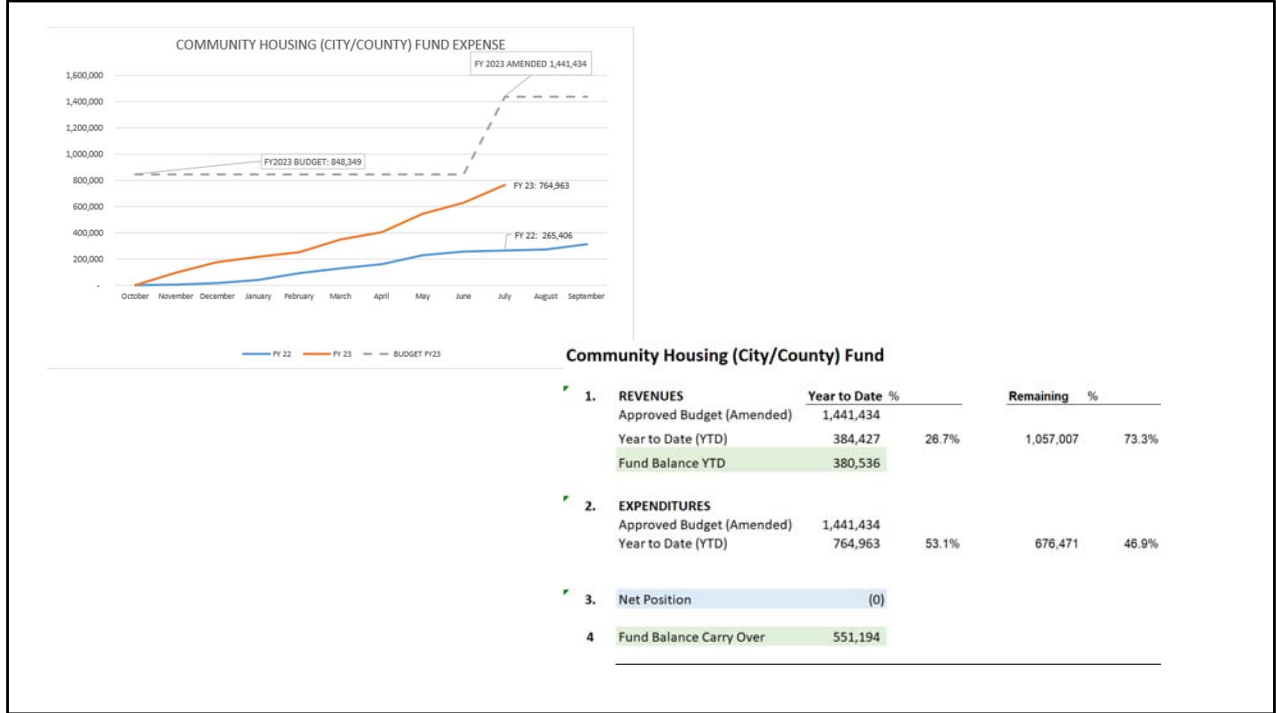 COMMUNITY HOUSING (CITY/COUNTY) FUND EXPENSE
FY 2023 AMENDED 1,441,434
1,600,000
1,400,000
1,200,000
1,000,000
FY2023 BUDGET: 848,349
800,000
FY 23: 764,963
600,000
400,000
FY 22: 265,406
200,000
-
October November December January February March April May June July August September
FY 22 FY 23 BUDGET FY23
Community Housing (City/County) Fund
1. REVENUES Year to Date % Remaining %
Approved Budget (Amended) 1,441,434
Year to Date (YTD) 384,427 26.7% 1,057,007 73.3%
Fund Balance YTD 380,536
2. EXPENDITURES
Approved Budget (Amended) 1,441,434
Year to Date (YTD) 764,963 53.1% 676,471 46.9%
3. Net Position (0)
4 Fund Balance Carry Over 551,194